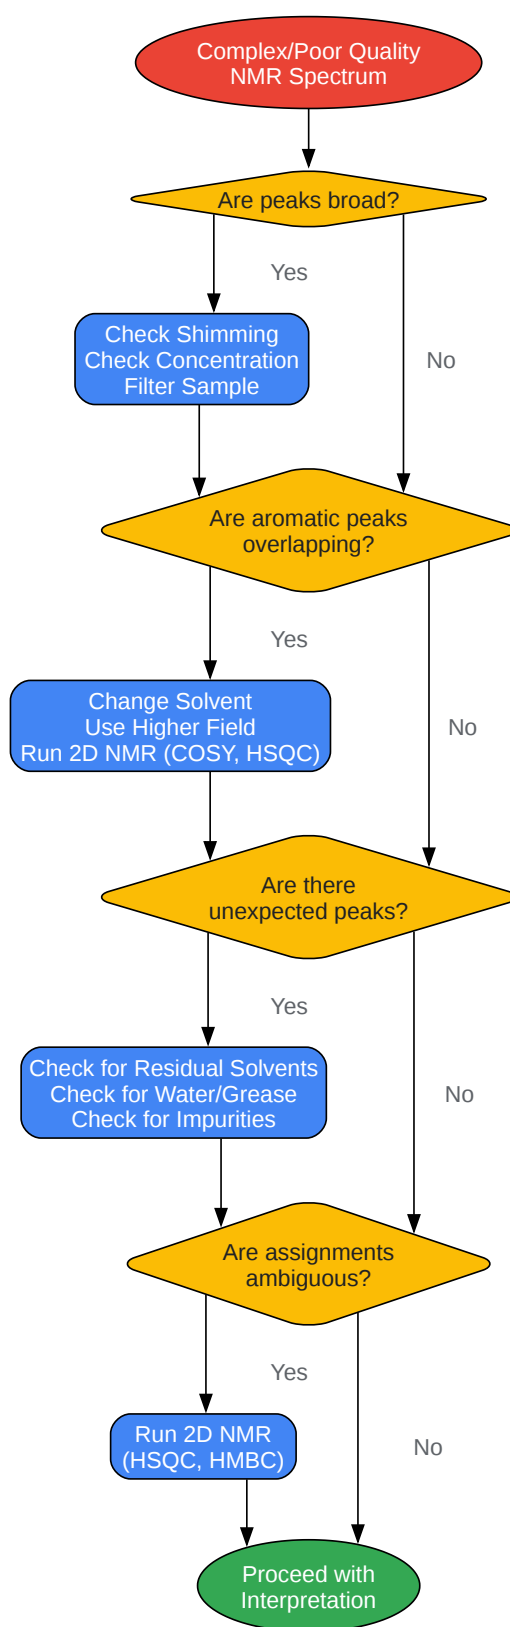 Complex/Poor Quality
NMR Spectrum
Are peaks broad?
Yes
Check Shimming
Check Concentration
Filter Sample
No
Are aromatic peaks
overlapping?
Yes
Change Solvent
Use Higher Field
Run 2D NMR (COSY, HSQC)
No
Are there
unexpected peaks?
Yes
Check for Residual Solvents
Check for Water/Grease
Check for Impurities
No
Are assignments
ambiguous?
Yes
Run 2D NMR
(HSQC, HMBC)
No
Proceed with
Interpretation